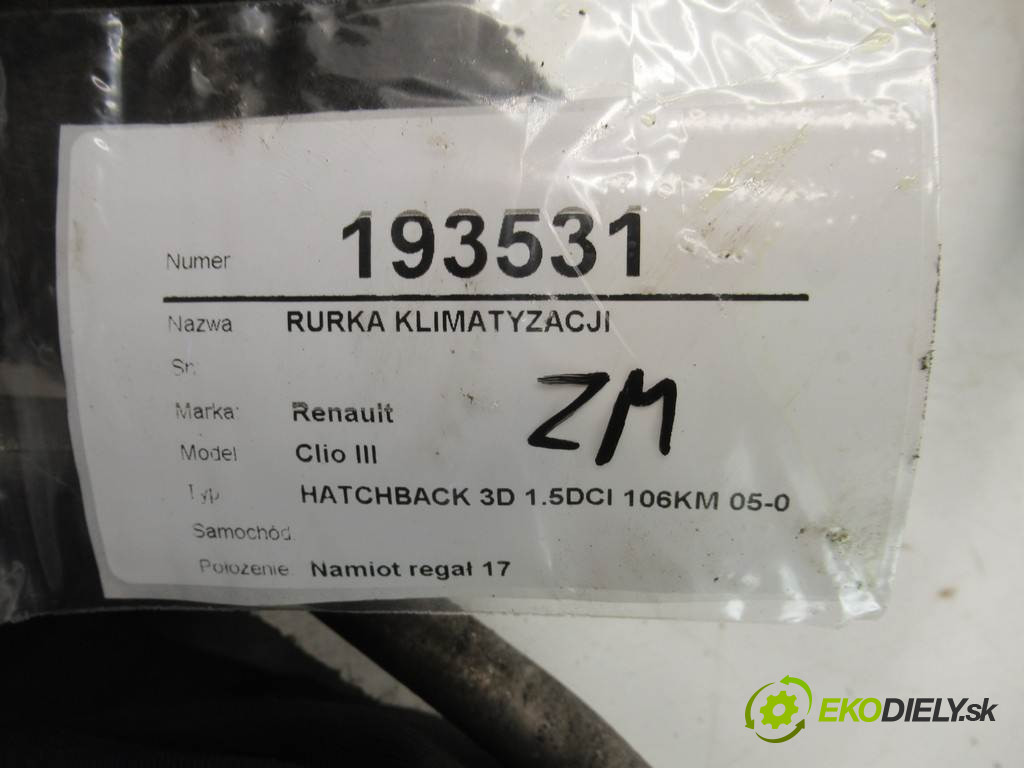 Numer 193531
Nazwa RURKA KLIMATYZACJI
Sn
Marka: Renault
Model Clio III
Typ HATCHBACK 3D 1.5DCI 106KM 05-0
Samochód
Położenie: Namiot regał 17
ZM
EKODIELY.sk